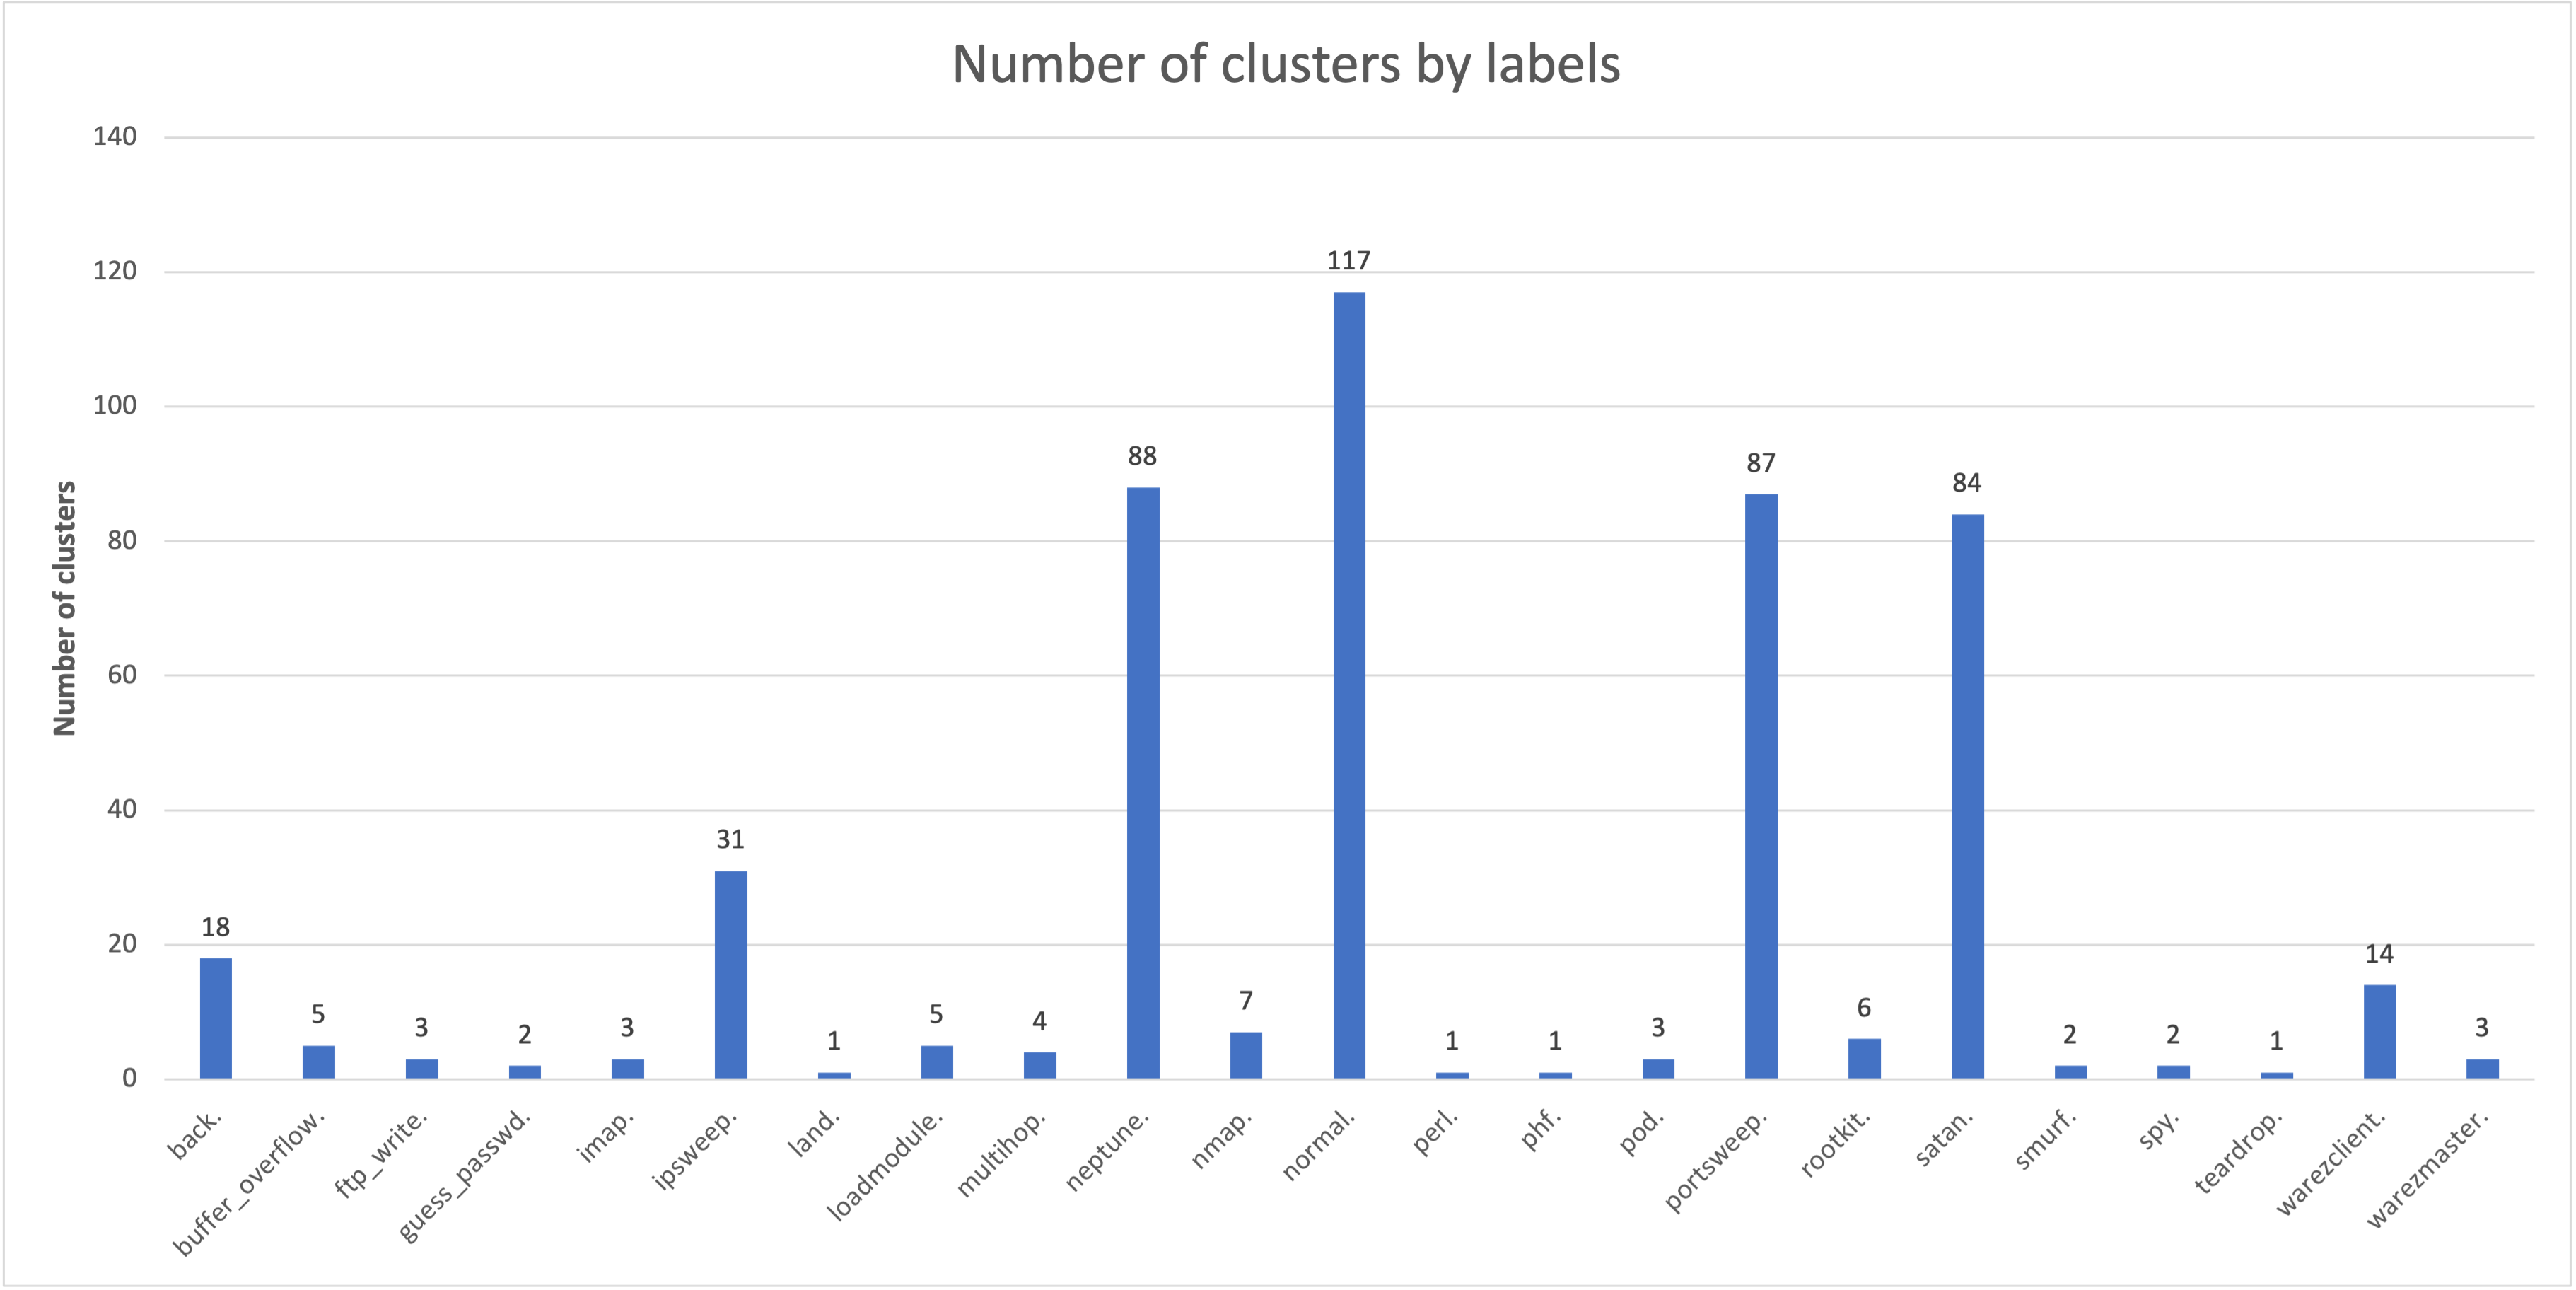 Number of clusters by labels
140
120
100
80
60
40
20
0
Number of clusters
18
5
3
2
3
31
1
5
4
88
7
117
1
1
3
87
6
84
2
2
1
14
3
back.
buffer_overflow.
ftp_write.
guess_passwd.
imap.
ipsweep.
land.
loadmodule.
multihop.
neptune.
nmap.
normal.
perl.
phf.
pod.
portsweep.
rootkit.
satan.
smurf.
spy.
teardrop.
warezclient.
warezmaster.